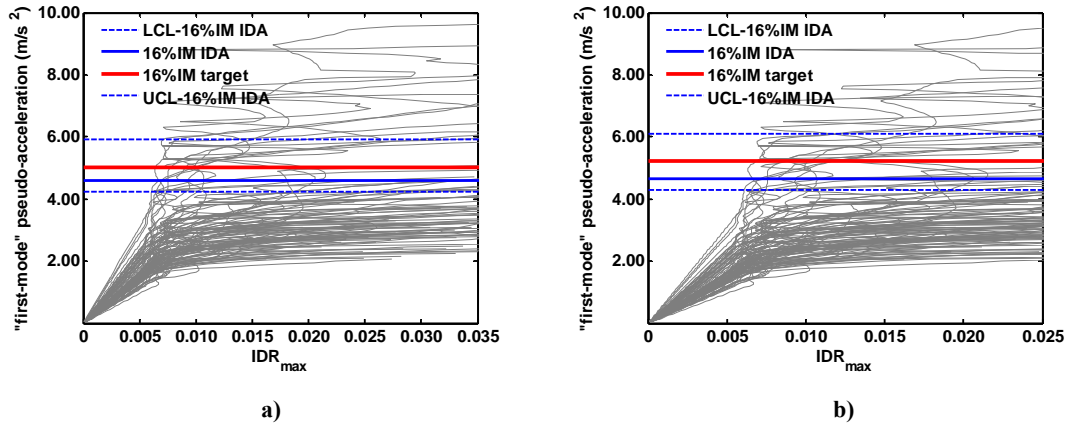 10.00
8.00
6.00
4.00
2.00
"first-mode" pseudo-acceleration (m/s 2)
LCL-16%IM IDA
16%IM IDA
16%IM target
UCL-16%IM IDA
0 0.005 0.010 0.015 0.020 0.025 0.030 0.035
IDRmax
a)
10.00
8.00
6.00
4.00
2.00
"first-mode" pseudo-acceleration (m/s 2)
LCL-16%IM IDA
16%IM IDA
16%IM target
UCL-16%IM IDA
0 0.005 0.010 0.015 0.020 0.025
IDRmax
b)